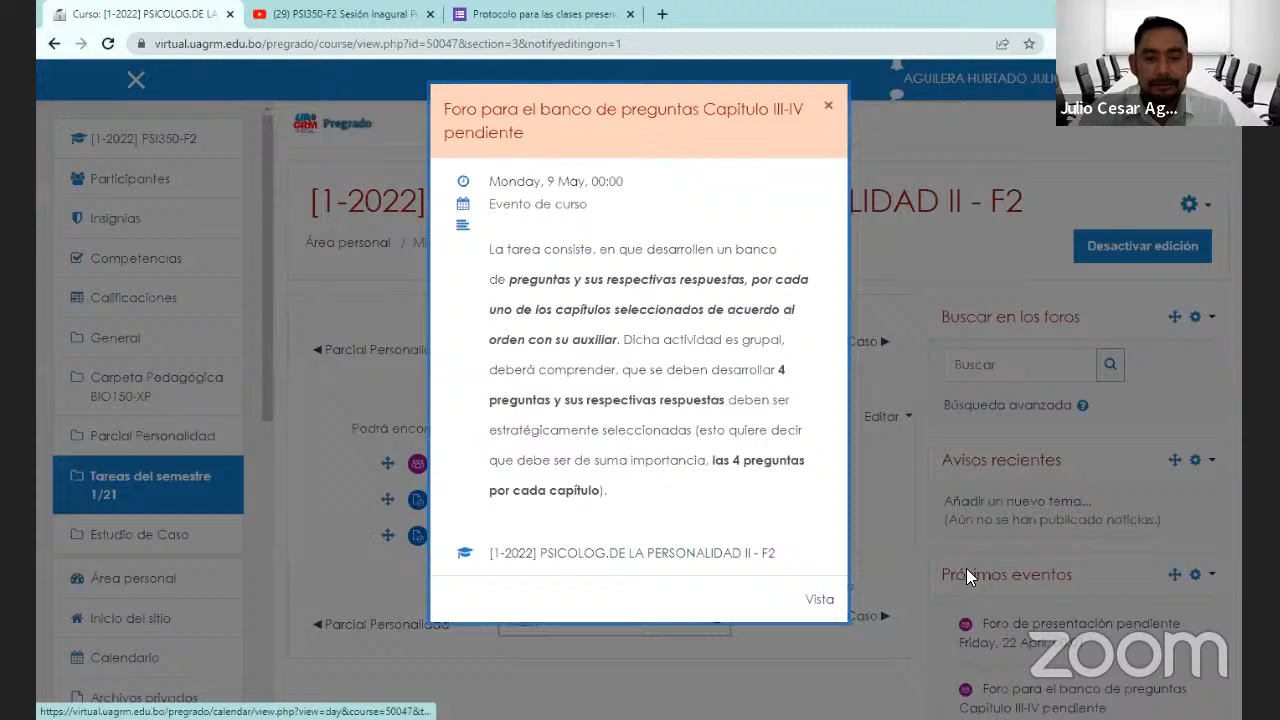 Curso: [1-2022] PSICOLOG.DE LA
(29) PSI350-F2 Sesión Inagural P
Protocolo para las clases presen
virtual.uagrm.edu.bo/pregrado/course/view.php?id=50047&section=3&notifyeditingon=1
AGUILERA HURTADO JULI
Julio Cesar Ag...
UAGRM Pregrado
[1-2022] PSI350-F2
Participantes
Insignias
Competencias
Calificaciones
General
Carpeta Pedagógica
BIO150-XP
Parcial Personalidad
Tareas del semestre
1/21
Estudio de Caso
Área personal
Inicio del sitio
Calendario
Archivos privados
[1-2022]
LIDAD II - F2
Área personal / Mi
Desactivar edición
◀ Parcial Personalida
Caso ▶
Editar
Podrá encon
◀ Parcial Personalidad
Caso ▶
Foro para el banco de preguntas Capitulo III-IV
pendiente
×
Monday, 9 May, 00:00
Evento de curso
La tarea consiste. en que desarrollen un banco
de preguntas y sus respectivas respuestas, por cada
uno de los capítulos seleccionados de acuerdo al
orden con su auxiliar. Dicha actividad es grupal,
deberá comprender, que se deben desarrollar 4
preguntas y sus respectivas respuestas deben ser
estratégicamente seleccionadas (esto quiere decir
que debe ser de suma importancia, las 4 preguntas
por cada capítulo).
[1-2022] PSICOLOG.DE LA PERSONALIDAD II - F2
Vista
Buscar en los foros
Buscar
Búsqueda avanzada
Avisos recientes
Añadir un nuevo tema...
(Aún no se han publicado noticias.)
Próximos eventos
Foro de presentación pendiente
Friday, 22 April,
Foro para el banco de preguntas
Capitulo III-IV pendiente
zoom
https://virtual.uagrm.edu.bo/pregrado/calendar/view.php?view=day&course=50047&t...